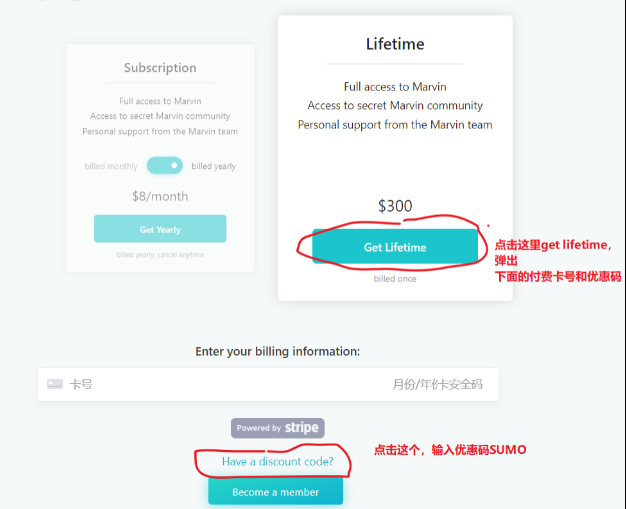 Subscription
Full access to Marvin
Access to secret Marvin community
Personal support from the Marvin team
billed monthly billed yearly
$8/month
Get Yearly
billed yearly, cancel anytime
Lifetime
Full access to Marvin
Access to secret Marvin community
Personal support from the Marvin team
$300
Get Lifetime
billed once
点击这里get lifetime,
弹出
下面的付费卡号和优惠码
Enter your billing information:
卡号 月份/年份卡安全码
Powered by stripe
Have a discount code?
点击这个，输入优惠码SUMO
Become a member